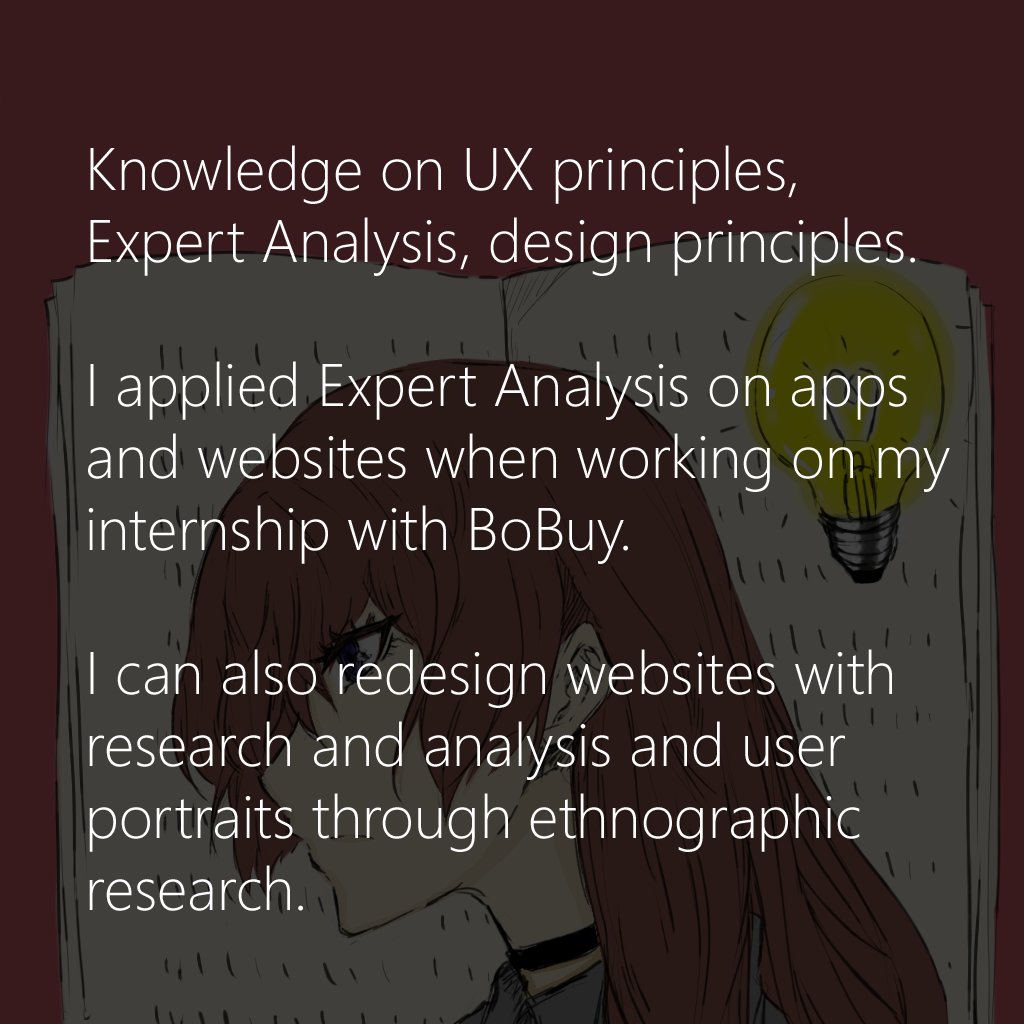 Knowledge on UX principles,
Expert Analysis, design principles.
I applied Expert Analysis on apps
and websites when working on my
internship with BoBuy.
I can also redesign websites with
research and analysis and user
portraits through ethnographic
research.